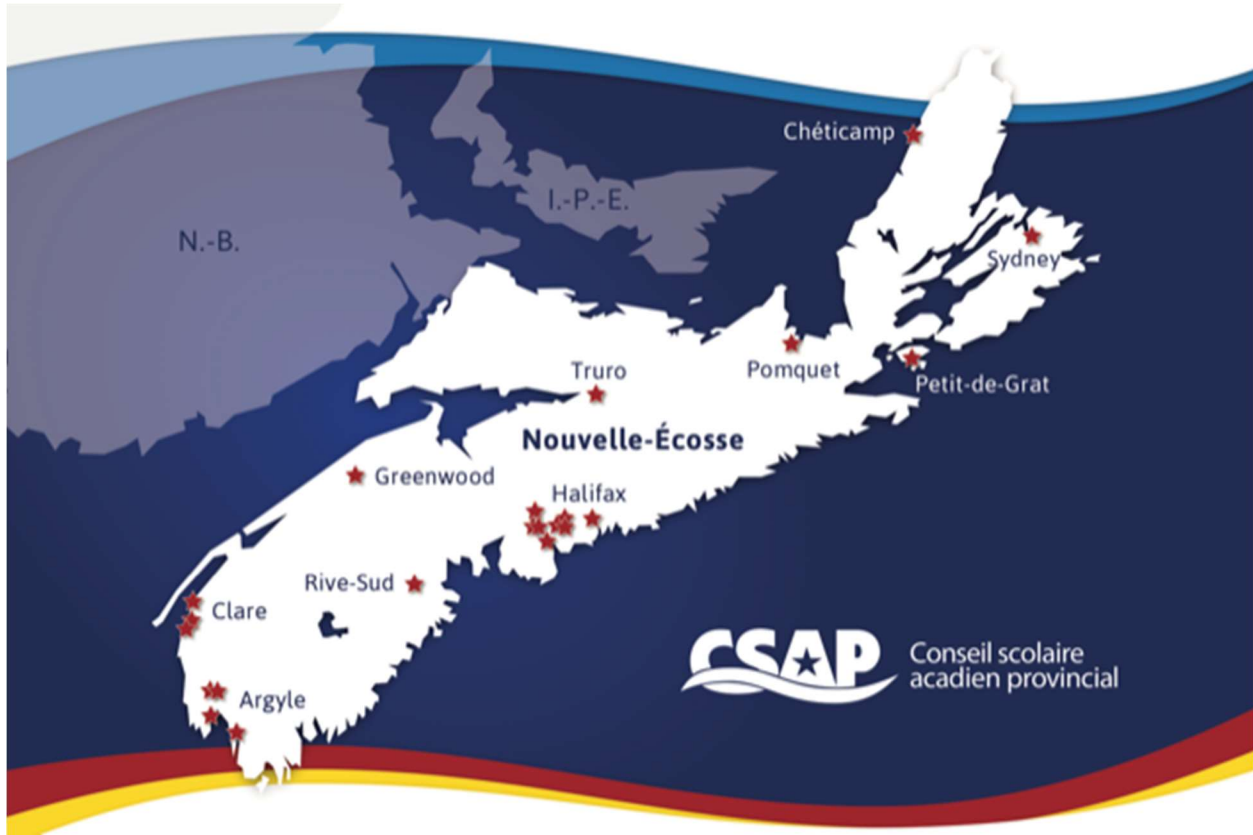 Chéticamp
I.-P.-E.
N.-B.
Sydney
Pomquet
Truro
Petit-de-Grat
Nouvelle-Écosse
Greenwood
Halifax
Rive-Sud
Clare
CSAP
Conseil scolaire
acadien provincial
Argyle